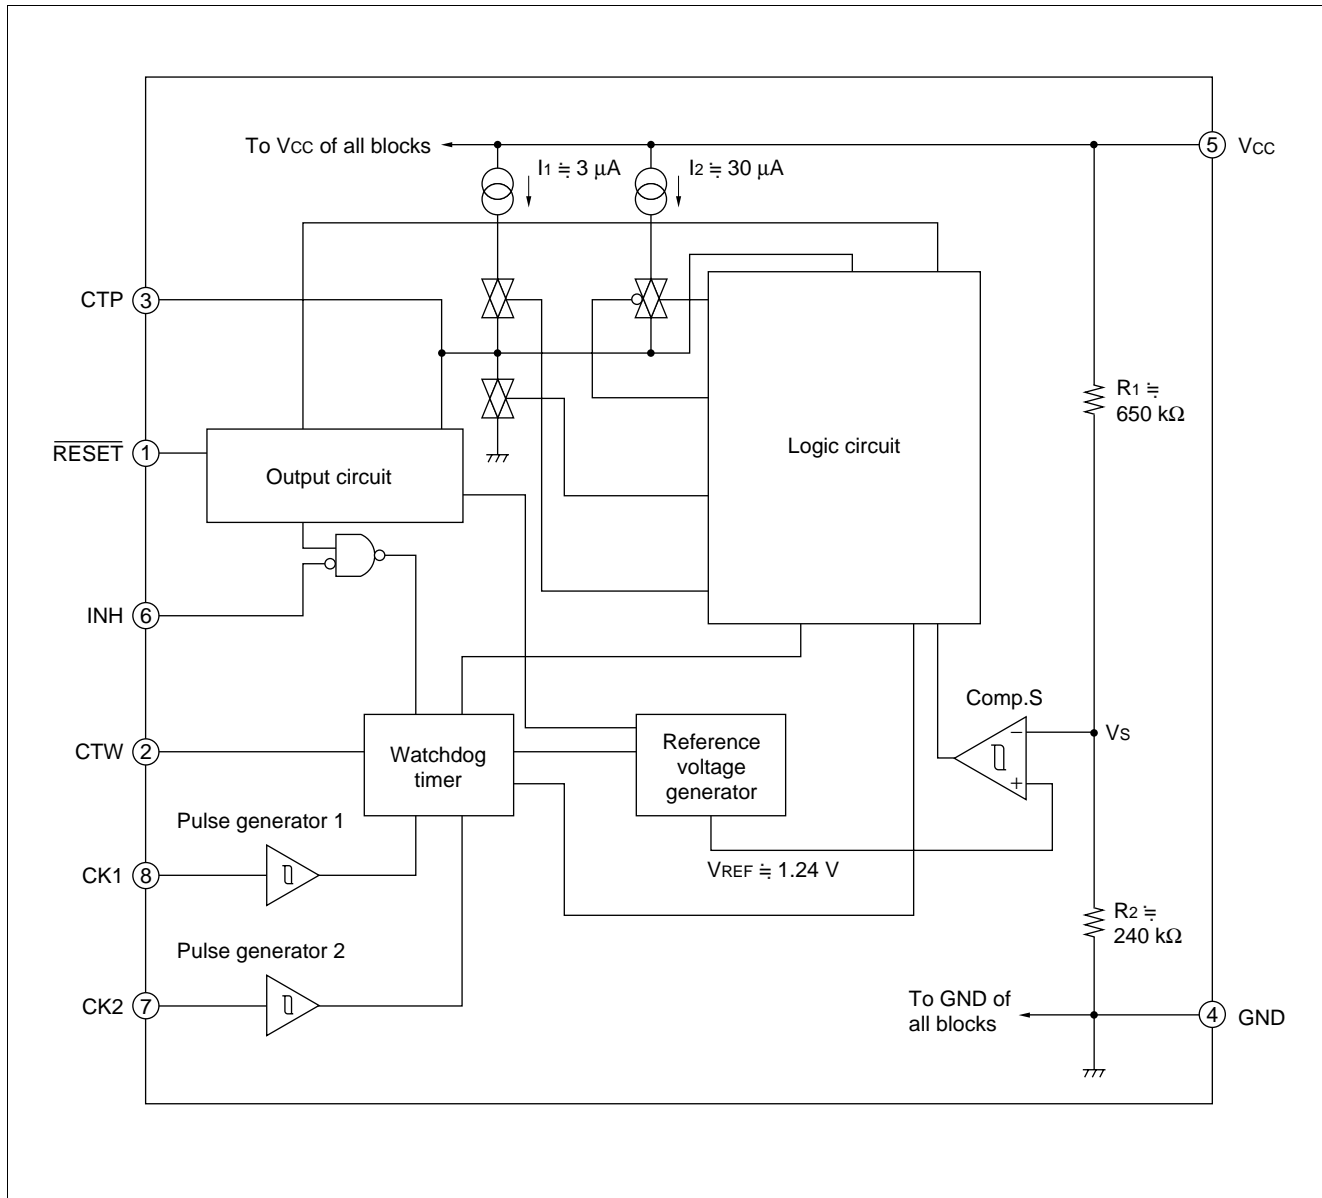 To VCC of all blocks
I1 ≒ 3 μA
I2 ≒ 30 μA
5
VCC
CTP
3
R1 ≒
650 kΩ
RESET
1
Output circuit
Logic circuit
INH
6
Comp.S
−
VS
+
CTW
2
Watchdog
timer
Reference
voltage
generator
Pulse generator 1
VREF ≒ 1.24 V
CK1
8
R2 ≒
240 kΩ
Pulse generator 2
CK2
7
To GND of
all blocks
4
GND